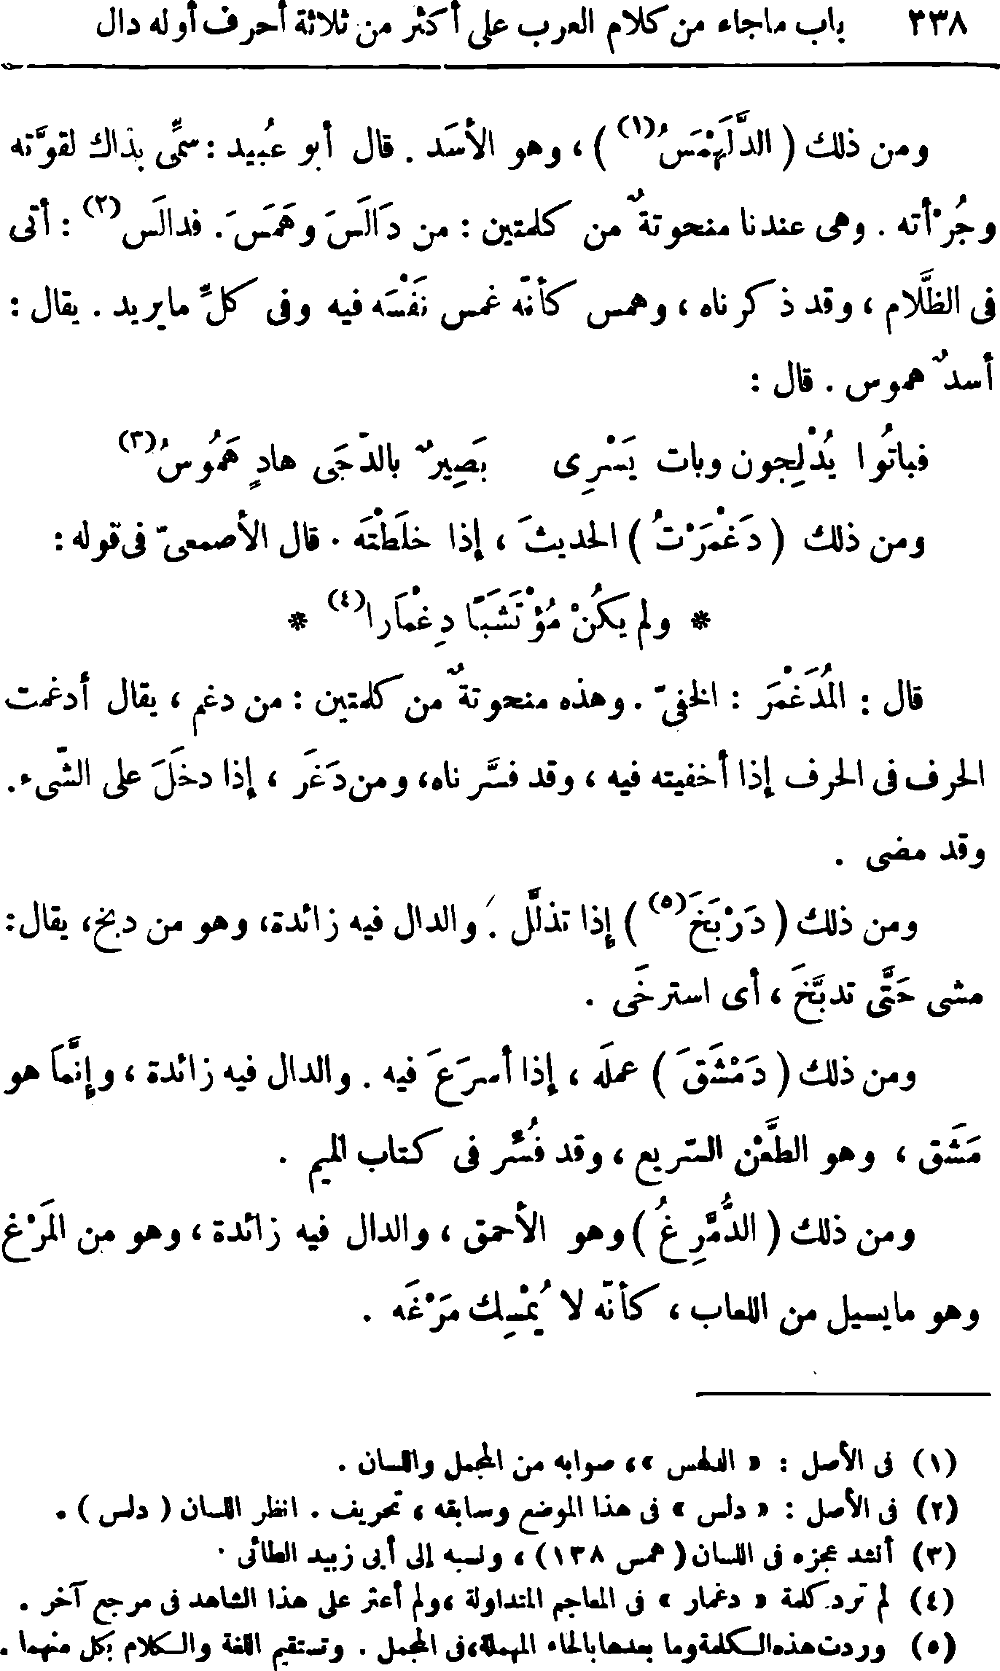 ٣٣٨ باب ماجاء من كلام العرب على أكثر من ثلاثة أحرف أوله دال
ومن ذلك ( الدَّلَهْمَسُ(١) ) ، وهو الأسَد . قال أبو عُبيد : سمِّى بذاك لقوَّته
وجُرْأته . وهى عندنا منحوتةٌ من كلمتين : من دَالَسَ وهَمَسَ . فدالَس(٢) : أتى
فى الظَّلام ، وقد ذكرناه ، وهمس كأنّه غمس نَفْسَه فيه وفى كلِّ مايريد . يقال :
أسدٌ هموس . قال :
فباتُوا يُدْلِجون وبات يَسْرِى بَصِيرٌ بالدّجَى هادٍ هَمُوسُ(٣)
ومن ذلك ( دَغْمَرْتُ ) الحديثَ ، إذا خلَطْتَه . قال الأصمعىّ فى قوله :
* ولم يكُنْ مُؤْتَشَبًا دِغْمَارا(٤) *
قال : المُدَغْمَر : الخفىّ . وهذه منحوتةٌ من كلمتين : من دغم ، يقال أدغمت
الحرف فى الحرف إذا أخفيته فيه ، وقد فسَّرناه، ومن دَغَر ، إذا دخَلَ على الشّىء.
وقد مضى .
ومن ذلك ( دَرْبَخَ(٥) ) إذا تذلَّل . والدال فيه زائدة، وهو من دبخ، يقال:
مشى حَتَّى تدبَّخَ ، أى استرخَى .
ومن ذلك ( دَمْشَقَ ) عملَه ، إذا أسرَعَ فيه . والدال فيه زائدة ، وإنَّما هو
مَشَق ، وهو الطَّعْن السّريع ، وقد فُسِّر فى كتاب الميم .
ومن ذلك ( الدُّمَّرِغُ ) وهو الأحمق ، والدال فيه زائدة ، وهو من المَرْغ
وهو مايسيل من اللعاب ، كأنّه لا يُمْسِك مَرْغَه .
(١) فى الأصل : « الدلهس »، صوابه من المجمل واللسان .
(٢) فى الأصل : « دلس » فى هذا الموضع وسابقه ، تحريف . انظر اللسان ( دلس ) .
(٣) أنشد عجزه فى اللسان ( همس ١٣٨ ) ، ونسبه إلى أبى زبيد الطائى .
(٤) لم ترد كلمة « دغمار » فى المعاجم المتداولة ،ولم أعثر على هذا الشاهد فى مرجع آخر .
(٥) وردت هذه الكلمة وما بعدها بالحاء المهملة،فى المجمل . وتستقيم اللغة والكلام بكل منهما .